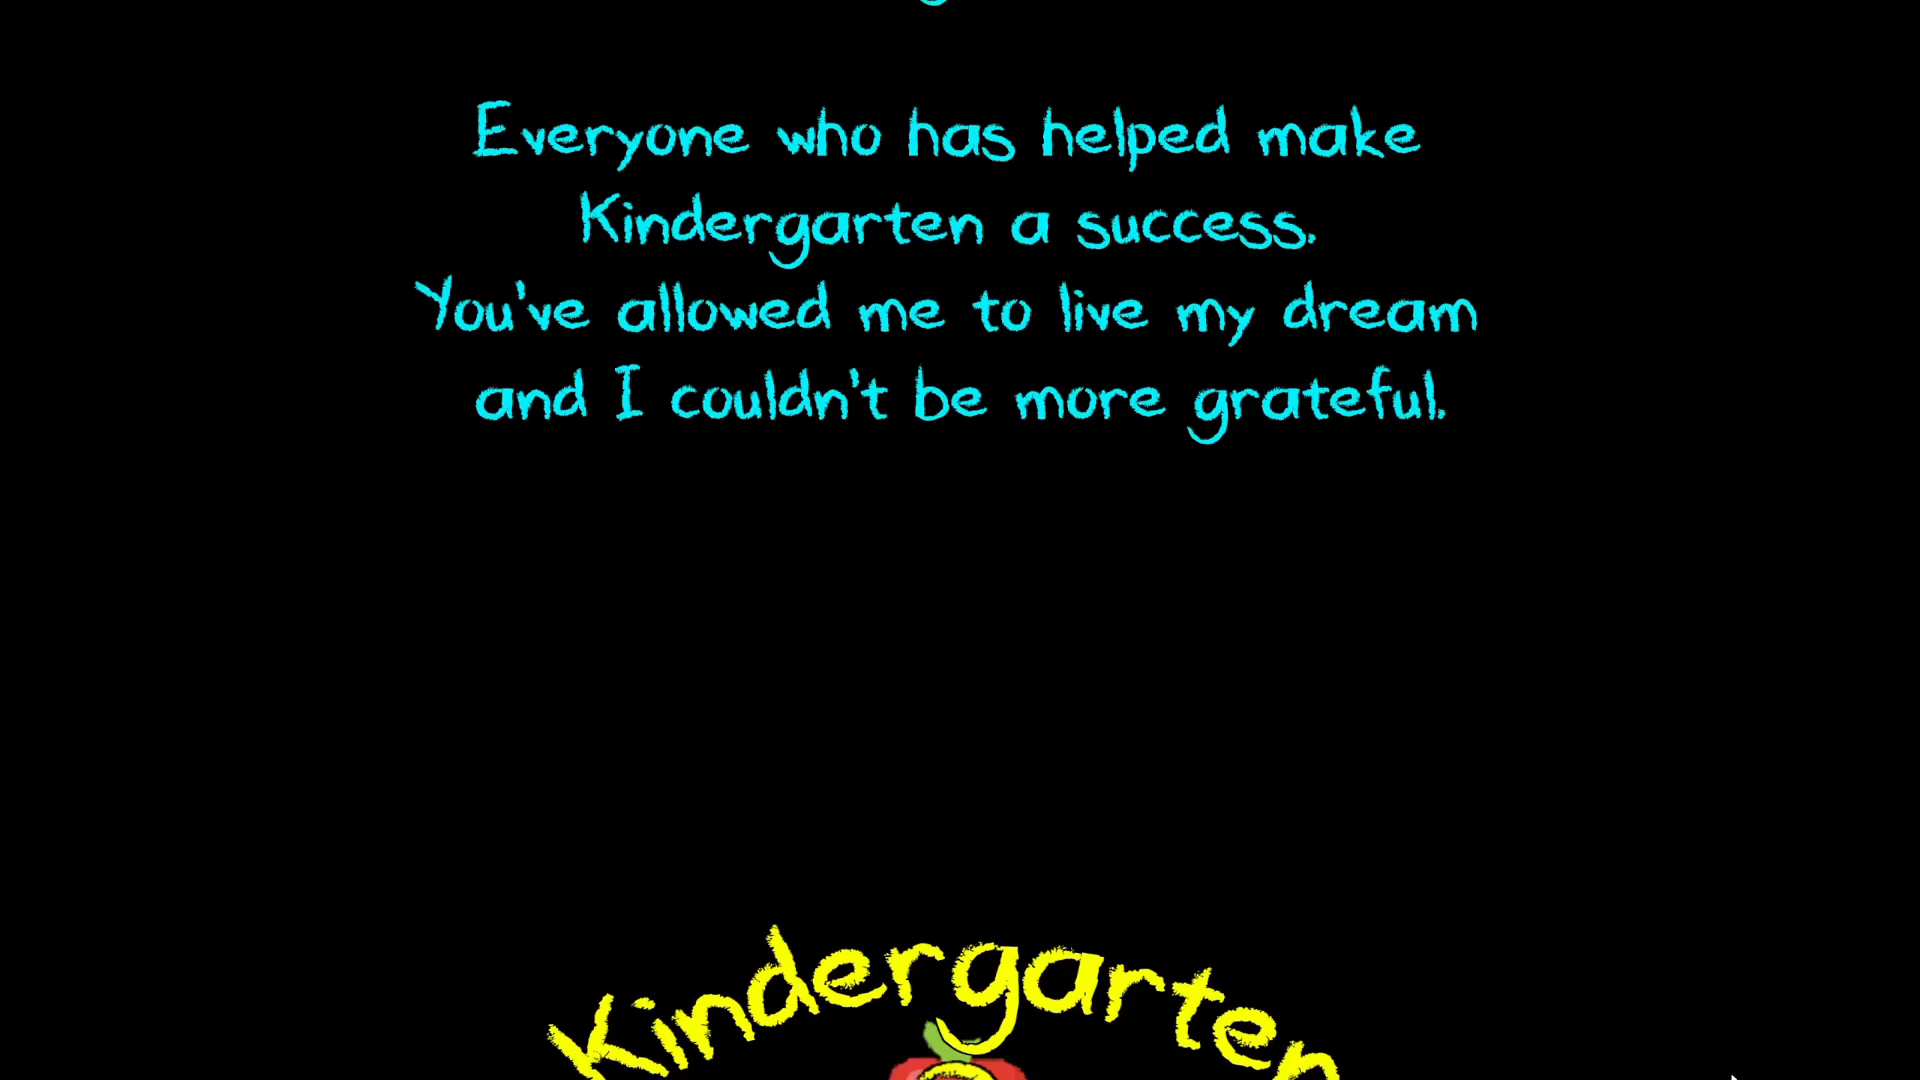 Everyone who has helped make
Kindergarten a success.
You've allowed me to live my dream
and I couldn't be more grateful.
Kindergarten